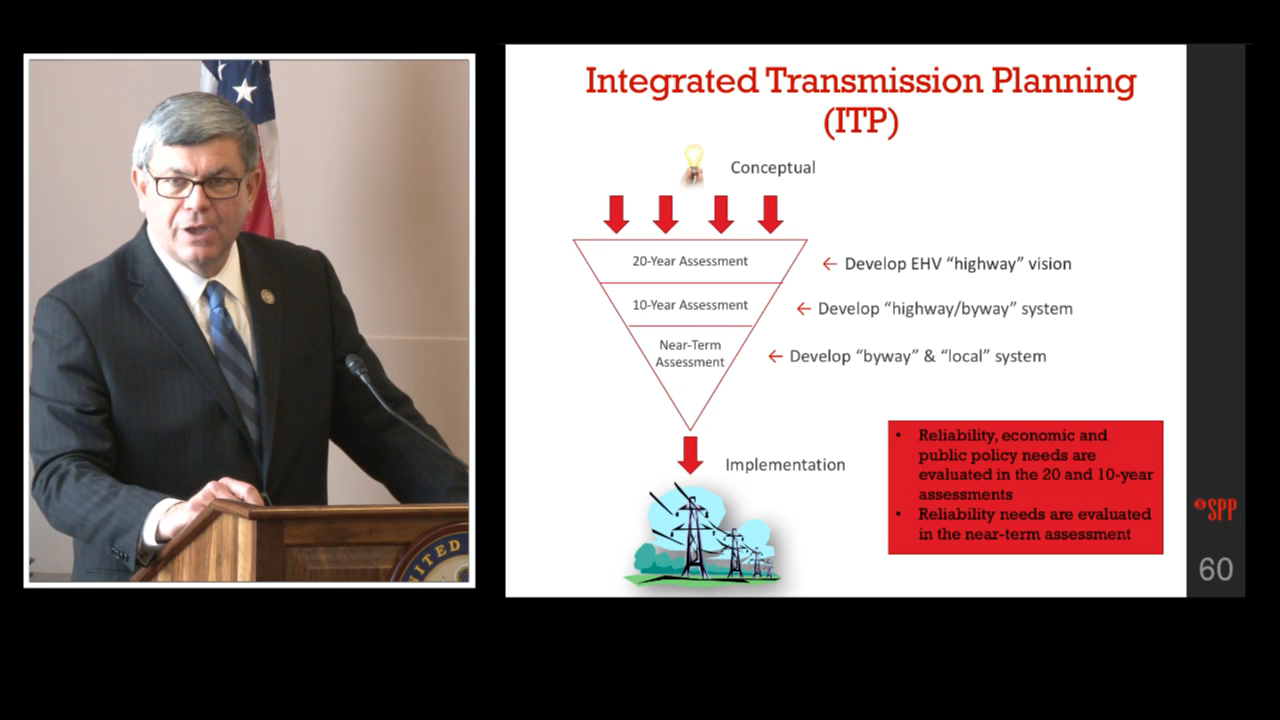 Integrated Transmission Planning
(ITP)
Conceptual
20-Year Assessment
← Develop EHV "highway" vision
10-Year Assessment
← Develop "highway/byway" system
Near-Term
Assessment
← Develop "byway" & "local" system
Implementation
• Reliability, economic and
public policy needs are
evaluated in the 20 and 10-year
assessments
• Reliability needs are evaluated
in the near-term assessment
SPP
60
NITED